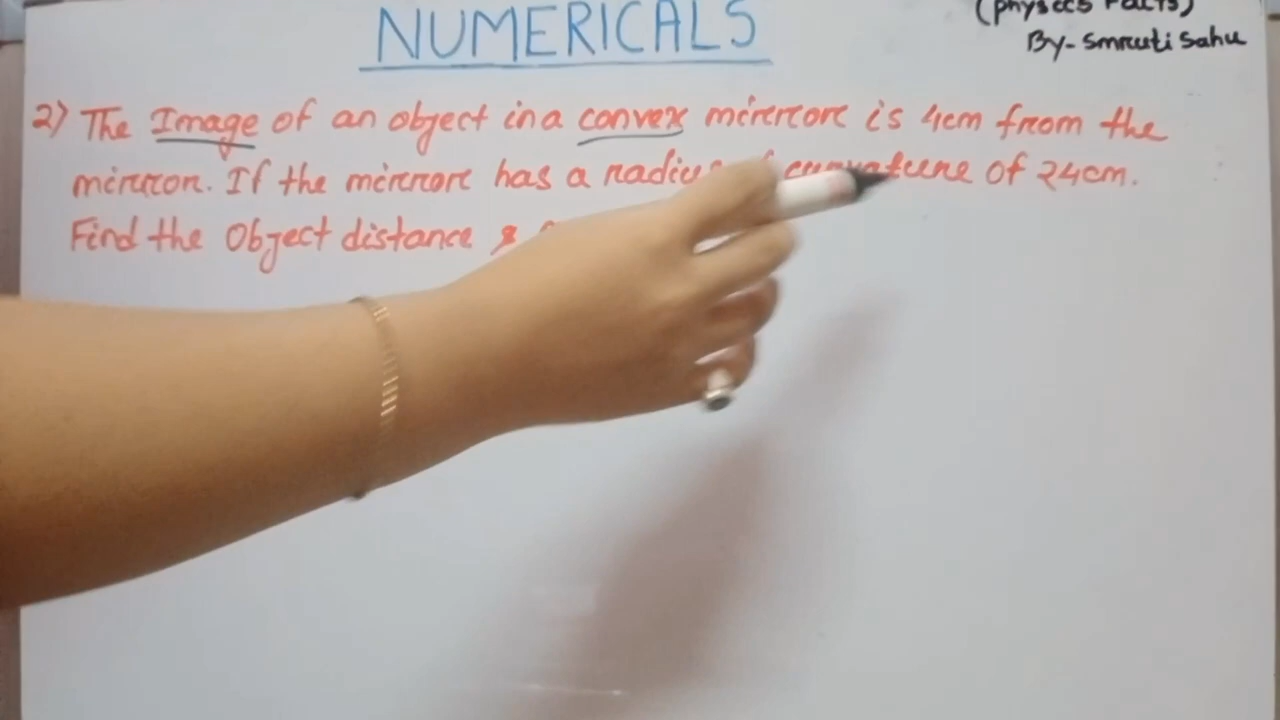 NUMERICALS
(Physics Facts)
By- Smruti Sahu
2) The Image of an object in a convex mirror is 4cm from the
mirror. If the mirror has a radius of curvature of 24cm.
Find the Object distance &